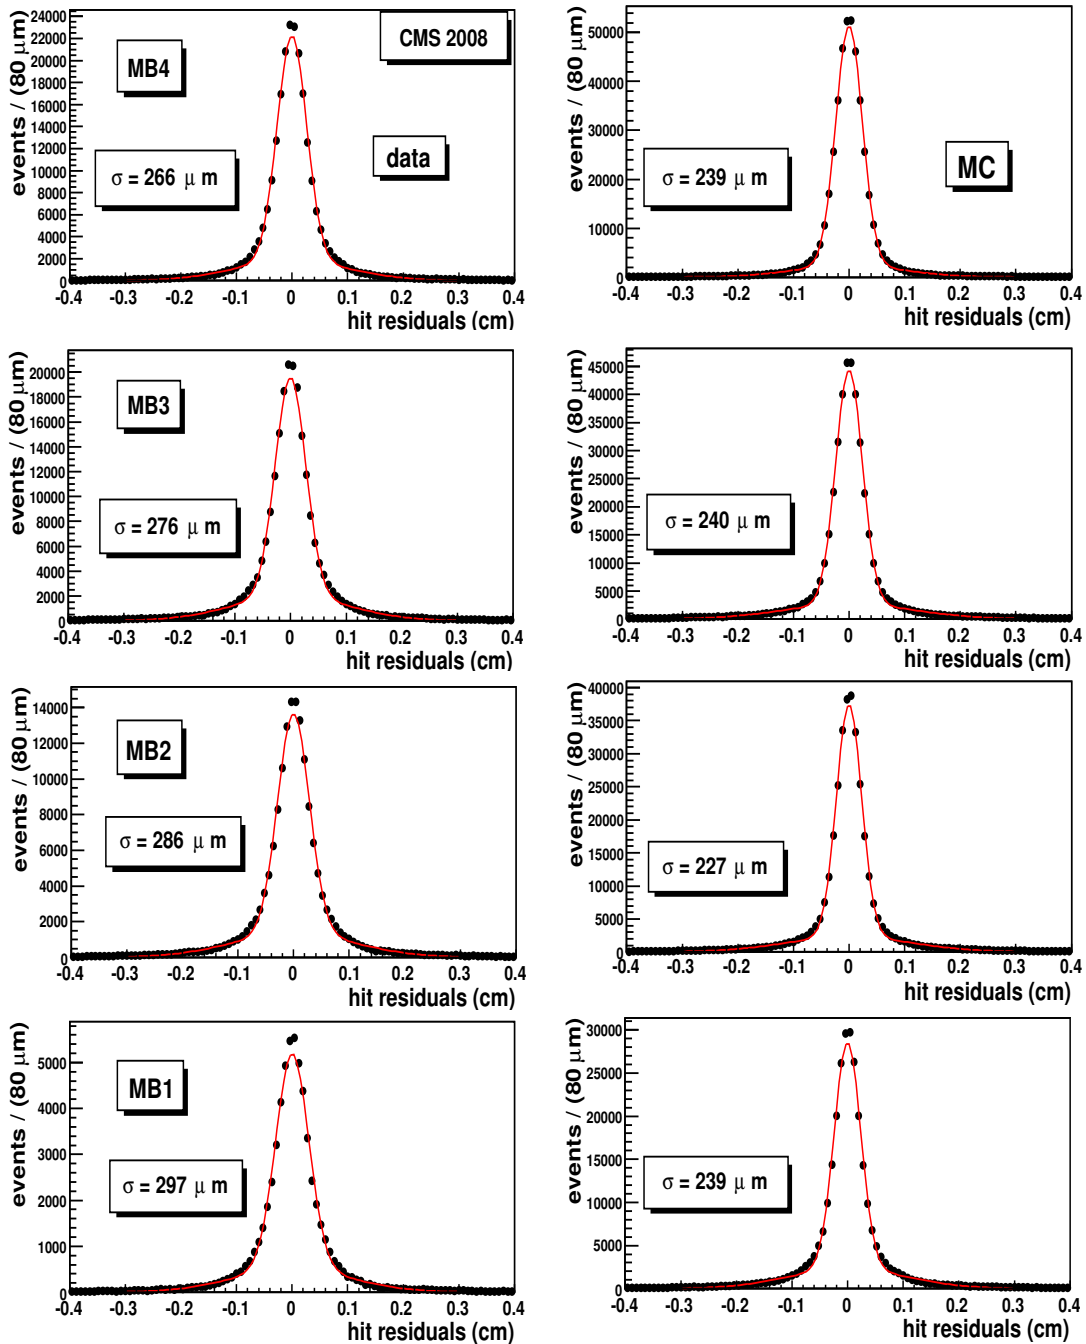 events / (80 μm)
24000
22000
20000
18000
16000
14000
12000
10000
8000
6000
4000
2000
0
MB4
CMS 2008
data
σ = 266 μ m
-0.4 -0.3 -0.2 -0.1 0 0.1 0.2 0.3 0.4
hit residuals (cm)
events / (80 μm)
50000
40000
30000
20000
10000
0
σ = 239 μ m
MC
-0.4 -0.3 -0.2 -0.1 0 0.1 0.2 0.3 0.4
hit residuals (cm)
events / (80 μm)
20000
18000
16000
14000
12000
10000
8000
6000
4000
2000
0
MB3
σ = 276 μ m
-0.4 -0.3 -0.2 -0.1 0 0.1 0.2 0.3 0.4
hit residuals (cm)
events / (80 μm)
45000
40000
35000
30000
25000
20000
15000
10000
5000
0
σ = 240 μ m
-0.4 -0.3 -0.2 -0.1 0 0.1 0.2 0.3 0.4
hit residuals (cm)
events / (80 μm)
14000
12000
10000
8000
6000
4000
2000
0
MB2
σ = 286 μ m
-0.4 -0.3 -0.2 -0.1 0 0.1 0.2 0.3 0.4
hit residuals (cm)
events / (80 μm)
40000
35000
30000
25000
20000
15000
10000
5000
0
σ = 227 μ m
-0.4 -0.3 -0.2 -0.1 0 0.1 0.2 0.3 0.4
hit residuals (cm)
events / (80 μm)
5000
4000
3000
2000
1000
0
MB1
σ = 297 μ m
-0.4 -0.3 -0.2 -0.1 0 0.1 0.2 0.3 0.4
hit residuals (cm)
events / (80 μm)
30000
25000
20000
15000
10000
5000
0
σ = 239 μ m
-0.4 -0.3 -0.2 -0.1 0 0.1 0.2 0.3 0.4
hit residuals (cm)